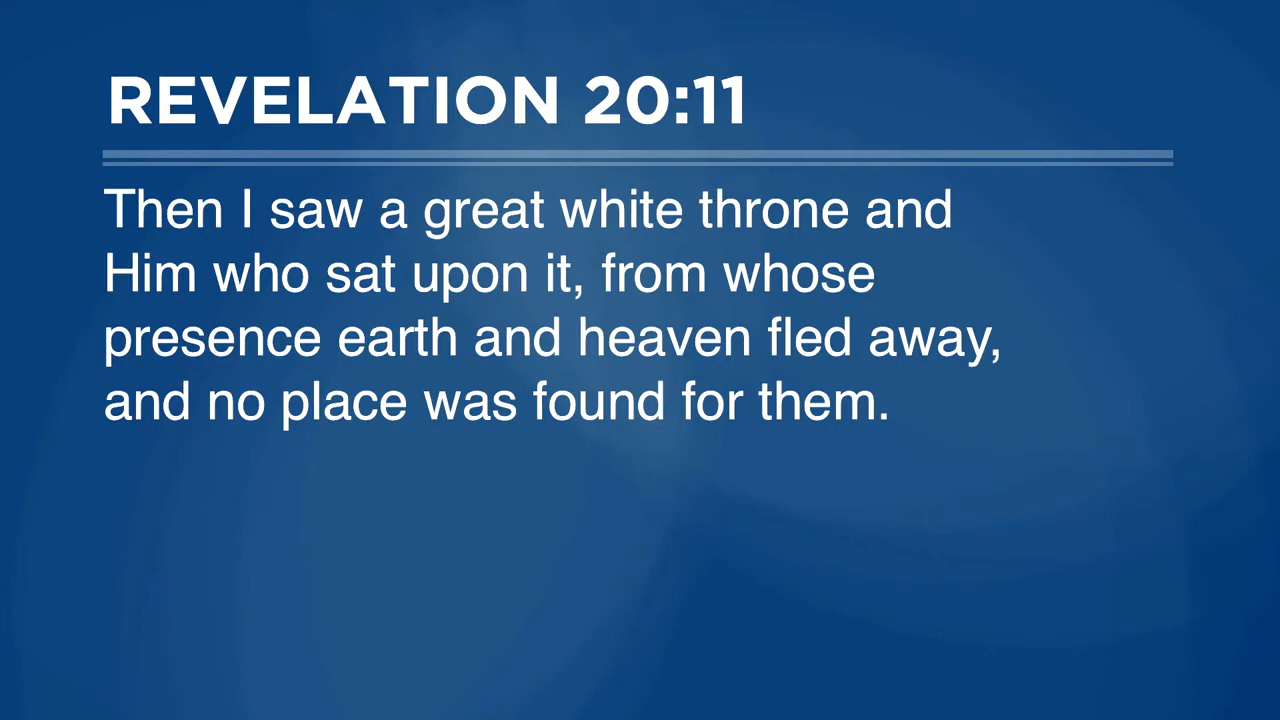 REVELATION 20:11
Then I saw a great white throne and
Him who sat upon it, from whose
presence earth and heaven fled away,
and no place was found for them.